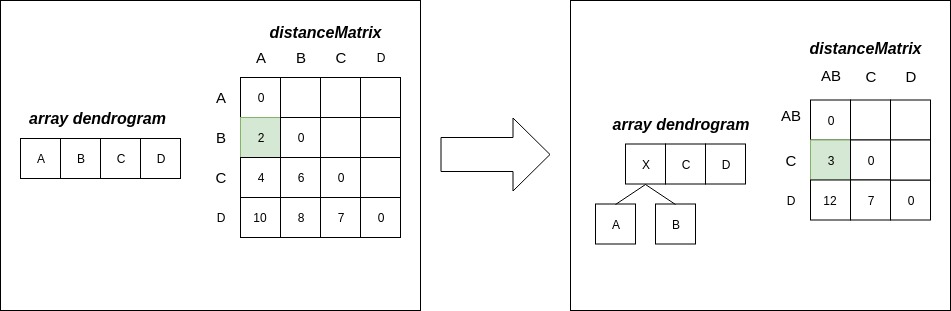 distanceMatrix
A B C D
A 0
array dendrogram
B 2 0
A B C D
C 4 6 0
D 10 8 7 0
distanceMatrix
AB C D
AB 0
array dendrogram
C 3 0
X C D
D 12 7 0
A B